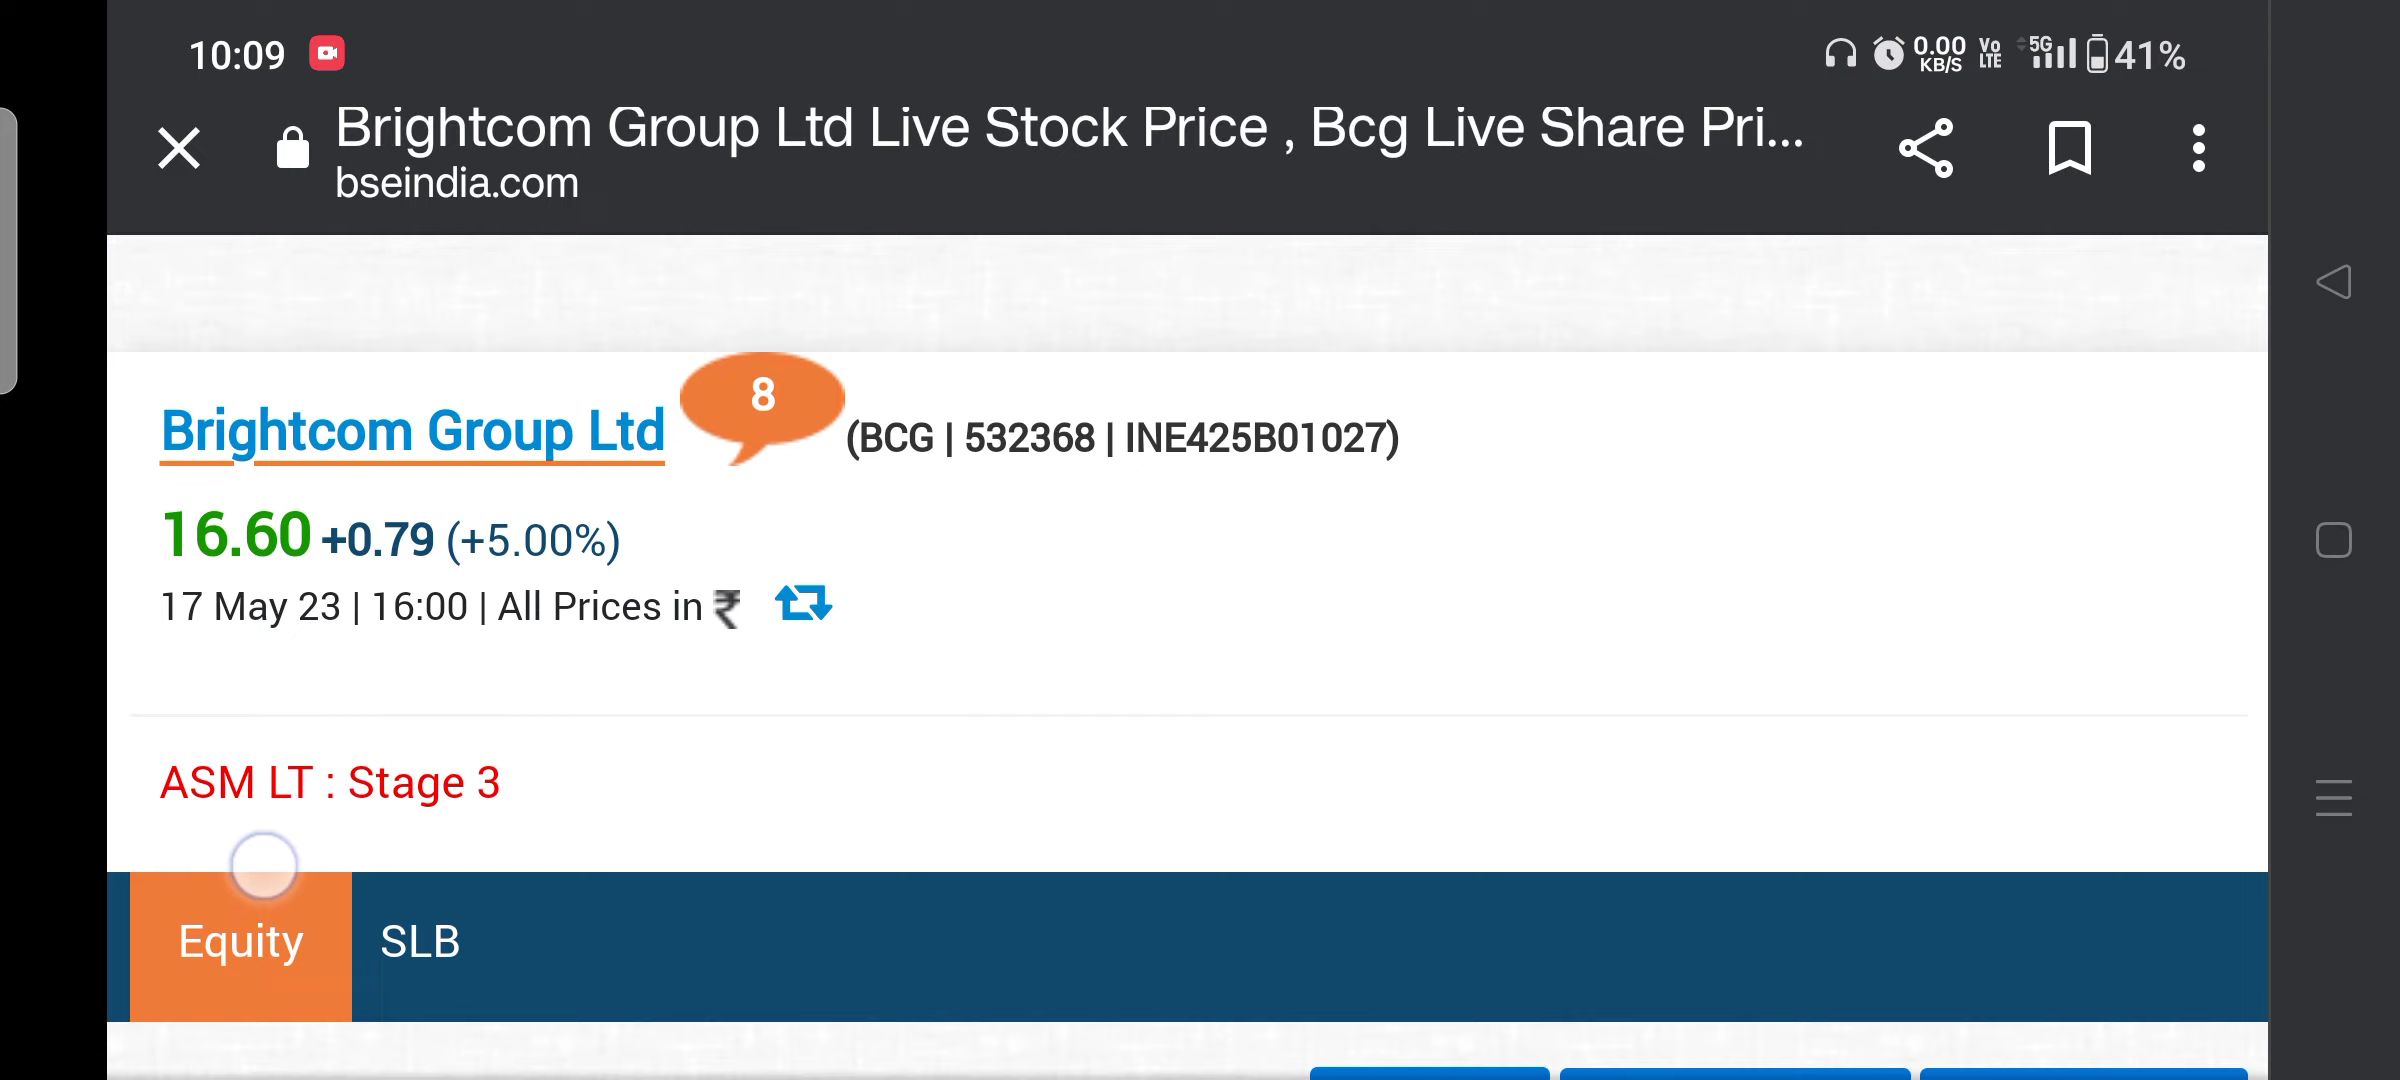 10:09 0.00 KB/S Vo LTE 5G 41%
Brightcom Group Ltd Live Stock Price , Bcg Live Share Pri...
bseindia.com
Brightcom Group Ltd 8 (BCG | 532368 | INE425B01027)
16.60 +0.79 (+5.00%)
17 May 23 | 16:00 | All Prices in ₹
ASM LT : Stage 3
Equity SLB